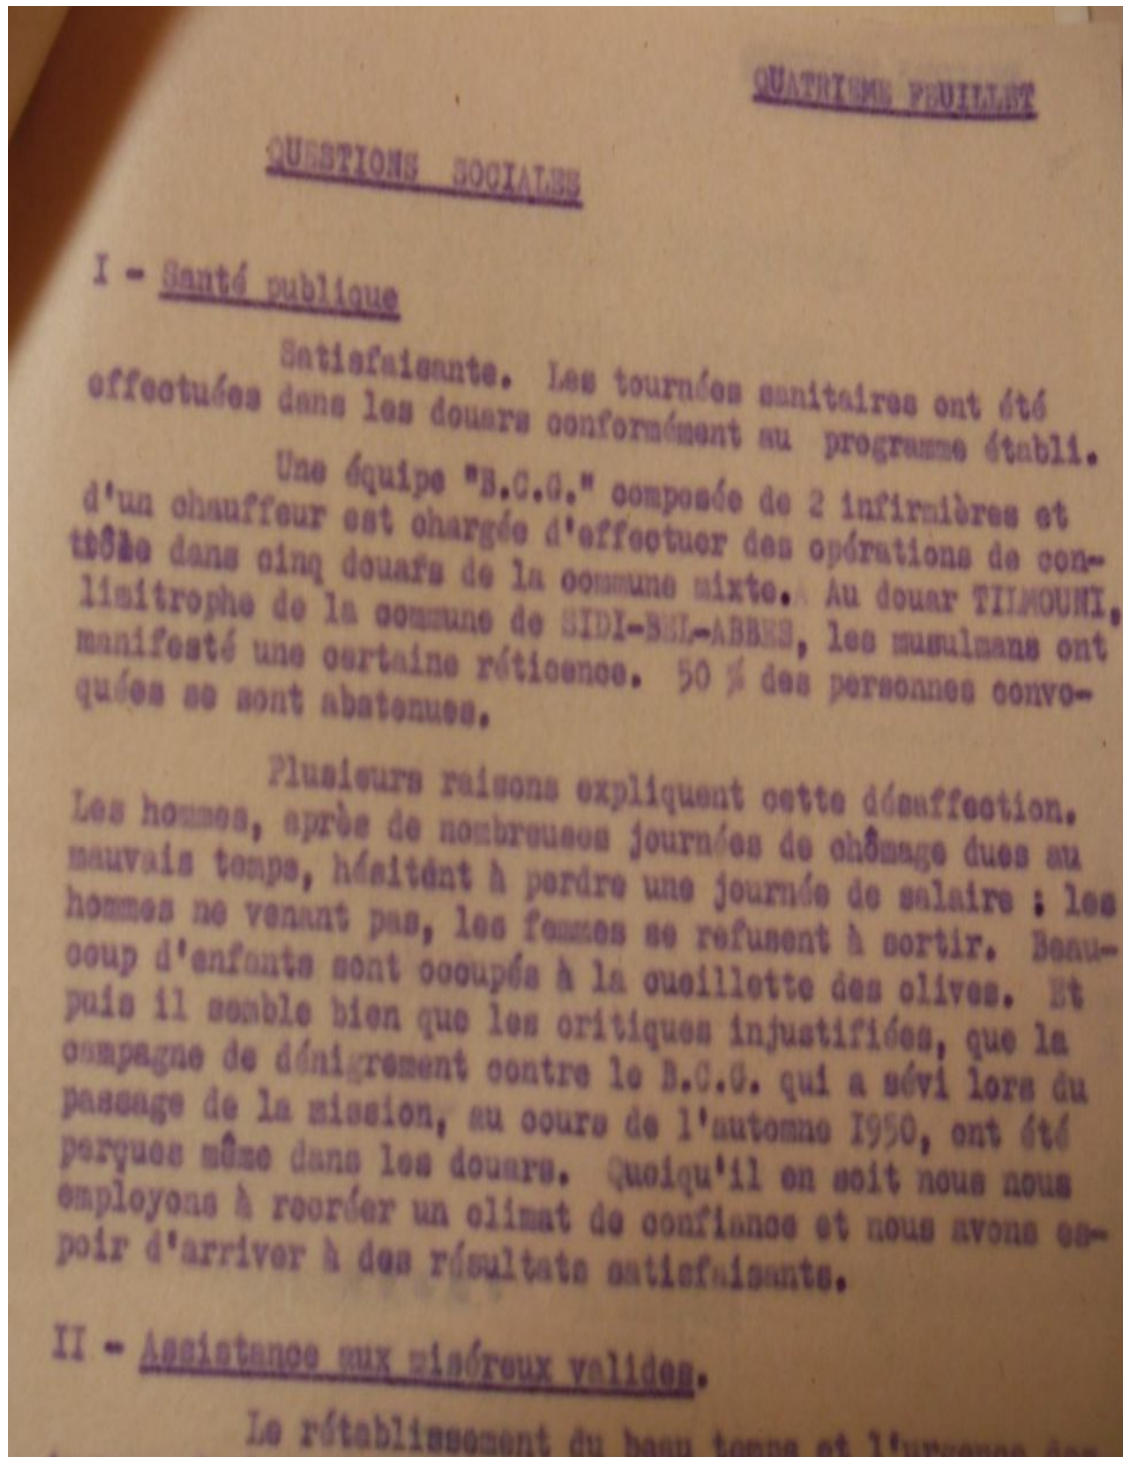 QUATRIEME FEUILLET
QUESTIONS SOCIALES
I - Santé publique
Satisfaisante. Les tournées sanitaires ont été
effectuées dans les douars conformément au programme établi.
Une équipe "B.C.G." composée de 2 infirmières et
d'un chauffeur est chargée d'effectuer des opérations de con-
trôle dans cinq douars de la commune mixte. Au douar TILMOUNI,
limitrophe de la commune de SIDI-BEL-ABBES, les musulmans ont
manifesté une certaine réticence. 50 % des personnes convo-
quées se sont abstenues.
Plusieurs raisons expliquent cette désaffection.
Les hommes, après de nombreuses journées de chômage dues au
mauvais temps, hésitent à perdre une journée de salaire : les
hommes ne venant pas, les femmes se refusent à sortir. Beau-
coup d'enfants sont occupés à la cueillette des olives. Et
puis il semble bien que les critiques injustifiées, que la
campagne de dénigrement contre le B.C.G. qui a sévi lors du
passage de la mission, au cours de l'automne I950, ont été
perçues même dans les douars. Quoiqu'il en soit nous nous
employons à recréer un climat de confiance et nous avons es-
poir d'arriver à des résultats satisfaisants.
II - Assistance aux miséreux valides.
Le rétablissement du beau temps et l'urgence des